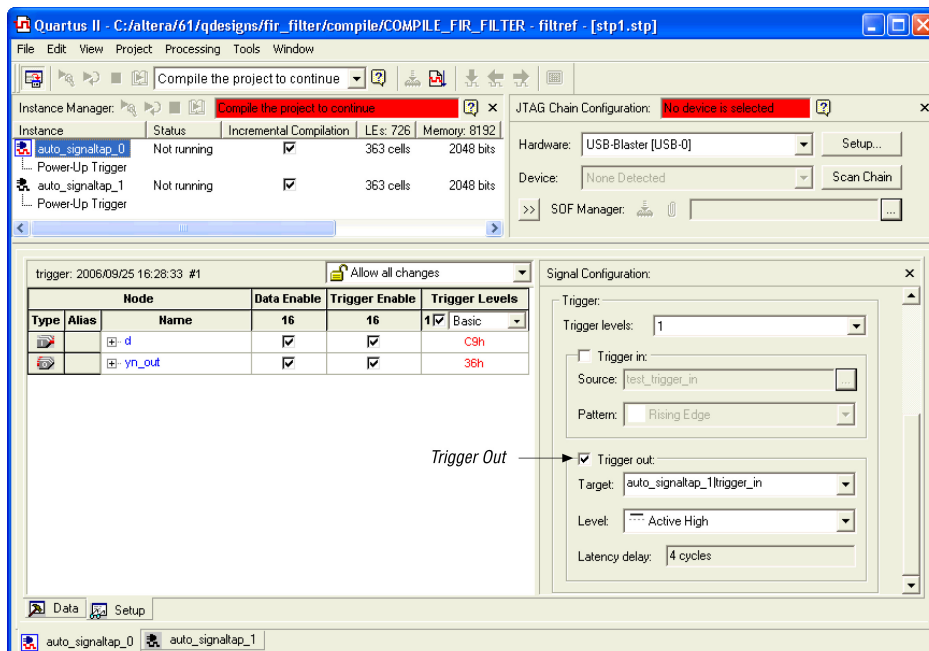 Quartus II - C:/altera/61/qdesigns/fir_filter/compile/COMPILE_FIR_FILTER - filtref - [stp1.stp]
File Edit View Project Processing Tools Window
Compile the project to continue
Instance Manager: Compile the project to continue
JTAG Chain Configuration: No device is selected
Instance Status Incremental Compilation LEs: 726 Memory: 8192
auto_signaltap_0 Not running 363 cells 2048 bits
Power-Up Trigger
auto_signaltap_1 Not running 363 cells 2048 bits
Power-Up Trigger
Hardware: USB-Blaster [USB-0] Setup...
Device: None Detected Scan Chain
>> SOF Manager: ...
trigger: 2006/09/25 16:28:33 #1 Allow all changes
Node Data Enable Trigger Enable Trigger Levels
Type Alias Name 16 16 1 Basic
d C9h
yn_out 36h
Signal Configuration:
Trigger:
Trigger levels: 1
Trigger in:
Source: test_trigger_in ...
Pattern: Rising Edge
Trigger Out
Trigger out:
Target: auto_signaltap_1|trigger_in
Level: Active High
Latency delay: 4 cycles
Data Setup
auto_signaltap_0 auto_signaltap_1